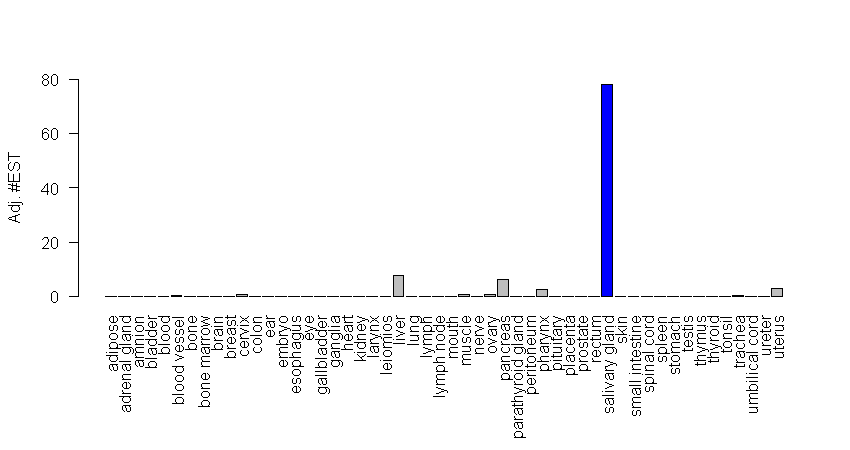 Adj. #EST
80
60
40
20
0
adipose
adrenal gland
amnion
bladder
blood
blood vessel
bone
bone marrow
brain
breast
cervix
colon
ear
embryo
esophagus
eye
gallbladder
ganglia
heart
kidney
larynx
leiomios
liver
lung
lymph
lymph node
mouth
muscle
nerve
ovary
pancreas
parathyroid gland
peritoneum
pharynx
pituitary
placenta
prostate
rectum
salivary gland
skin
small intestine
spinal cord
spleen
stomach
testis
thymus
thyroid
tonsil
trachea
umbilical cord
ureter
uterus